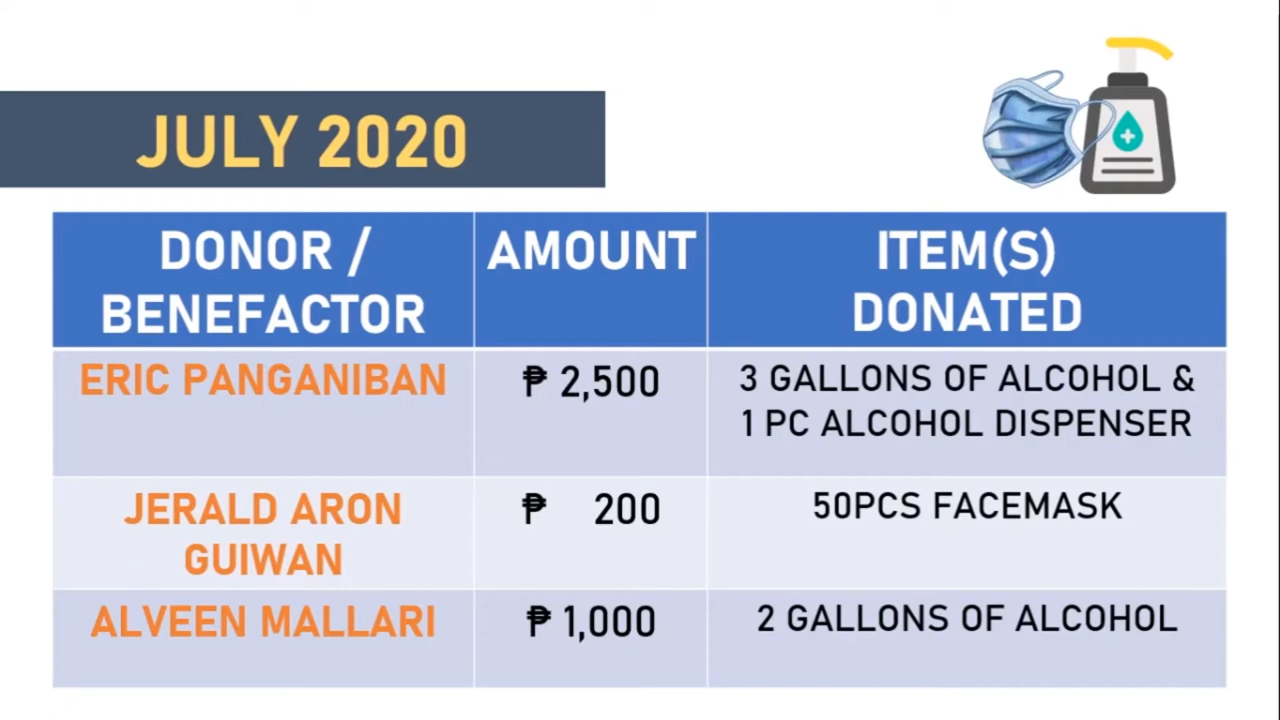 JULY 2020
DONOR / BENEFACTOR
AMOUNT
ITEM(S) DONATED
ERIC PANGANIBAN
₱ 2,500
3 GALLONS OF ALCOHOL &
1 PC ALCOHOL DISPENSER
JERALD ARON
GUIWAN
₱ 200
50PCS FACEMASK
ALVEEN MALLARI
₱ 1,000
2 GALLONS OF ALCOHOL